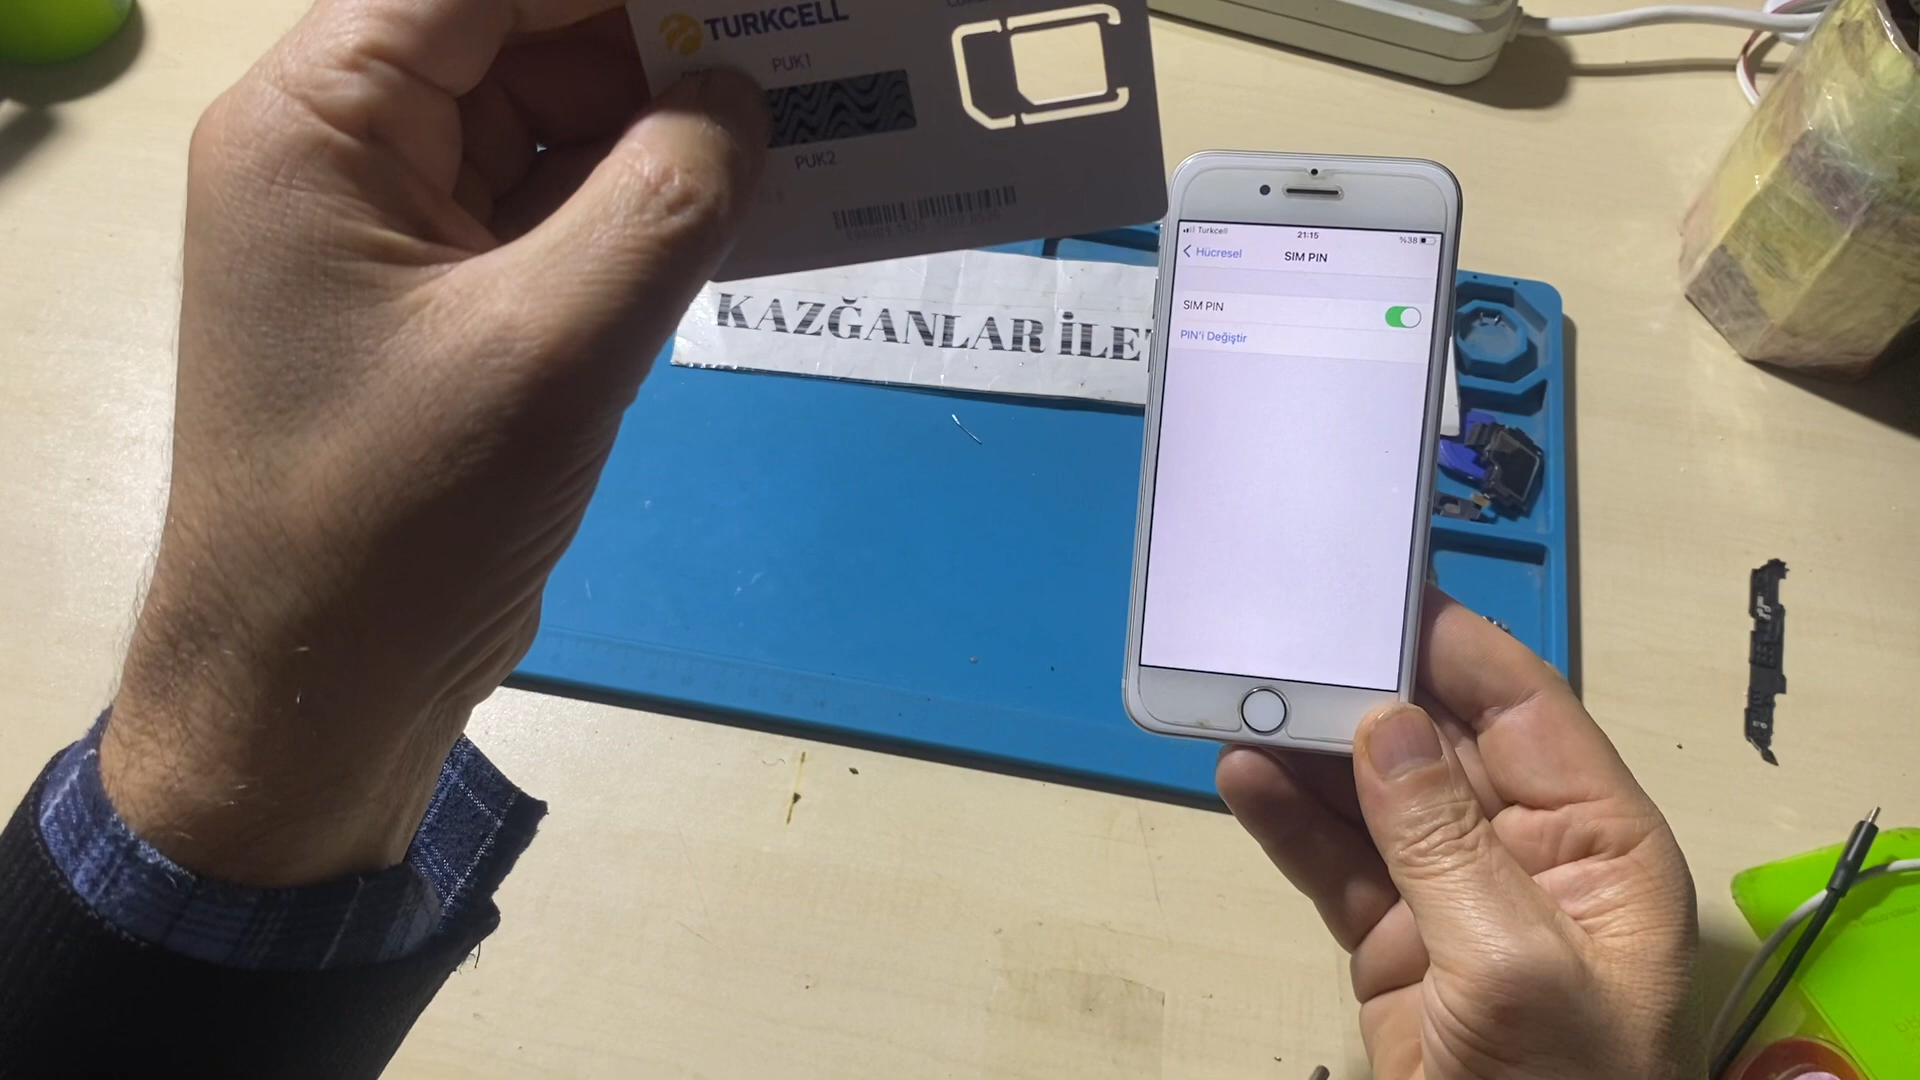 TURKCELL
PUK1
PUK2
KAZĞANLAR İLET
Turkcell
21:15
%38
Hücresel
SIM PIN
SIM PIN
PIN'i Değiştir